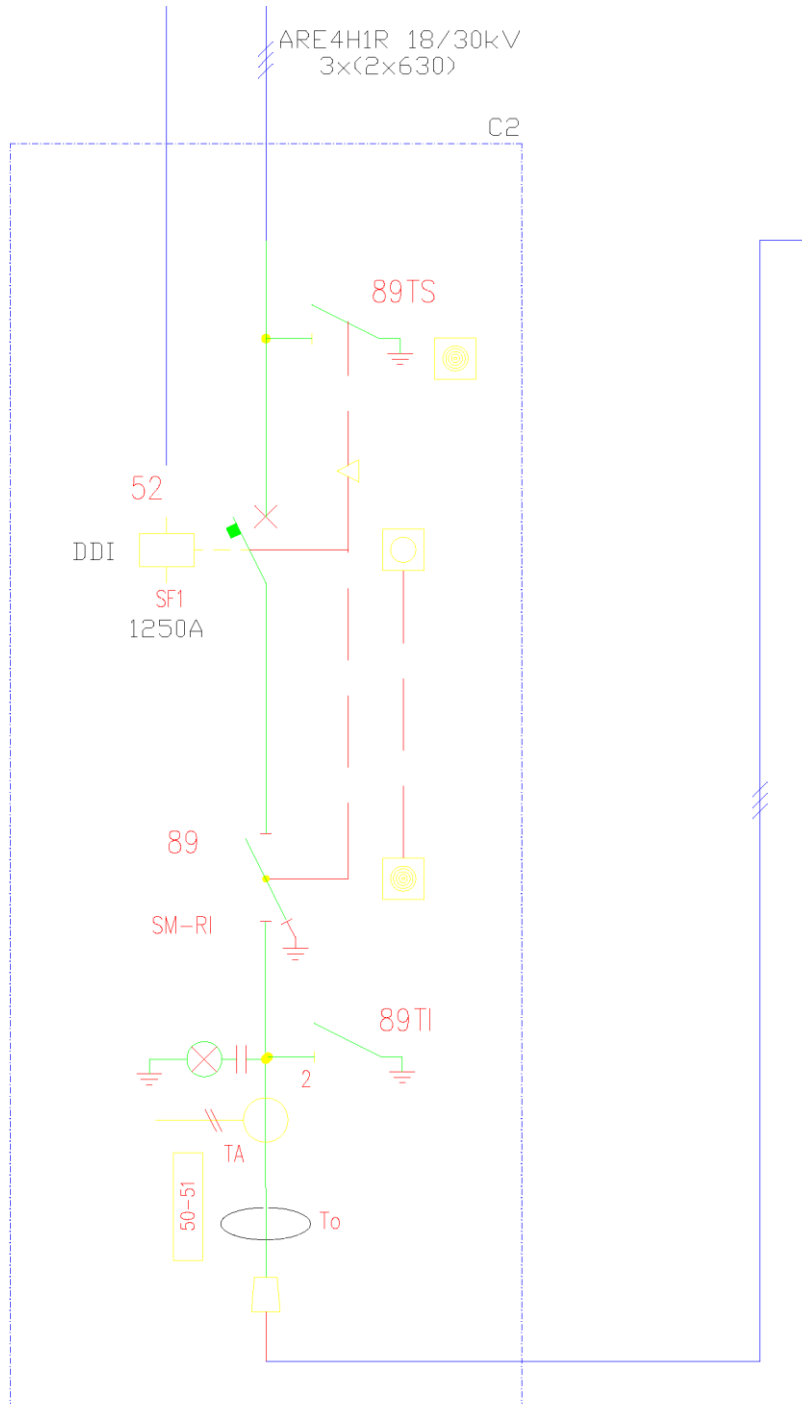 ARE4H1R 18/30kV
3x(2x630)
C2
89TS
52
DDI
SF1
1250A
89
SM-RI
89TI
2
TA
50-51
To